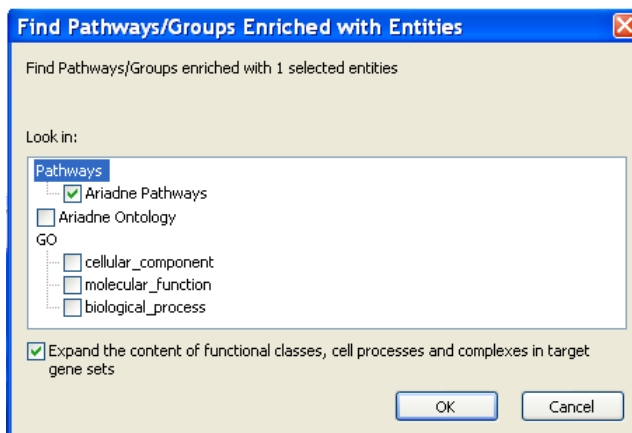 Find Pathways/Groups Enriched with Entities
Find Pathways/Groups enriched with 1 selected entities
Look in:
Pathways
Ariadne Pathways
Ariadne Ontology
GO
cellular_component
molecular_function
biological_process
Expand the content of functional classes, cell processes and complexes in target
gene sets
OK
Cancel